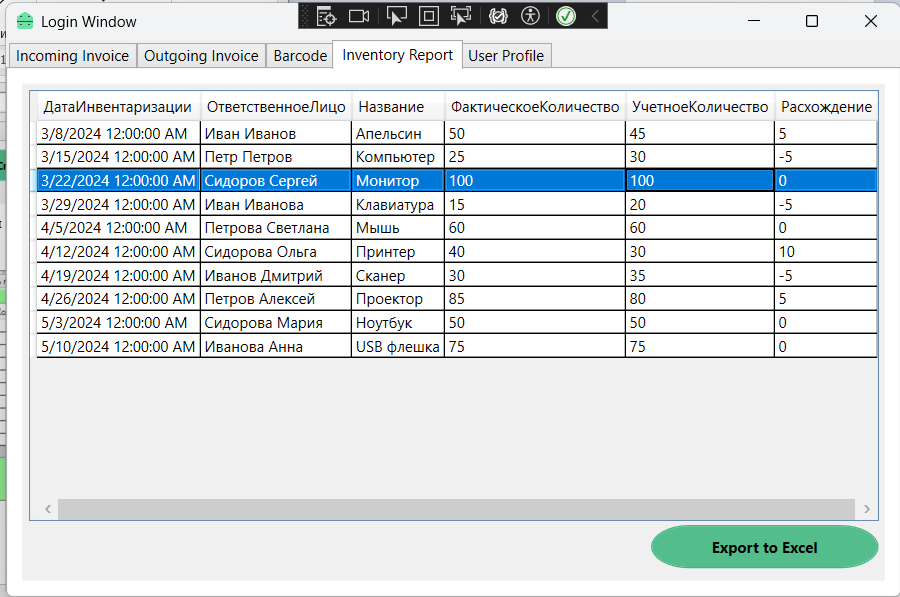 Login Window
Incoming Invoice Outgoing Invoice Barcode Inventory Report User Profile
ДатаИнвентаризации ОтветственноеЛицо Название ФактическоеКоличество УчетноеКоличество Расхождение
3/8/2024 12:00:00 AM Иван Иванов Апельсин 50 45 5
3/15/2024 12:00:00 AM Петр Петров Компьютер 25 30 -5
3/22/2024 12:00:00 AM Сидоров Сергей Монитор 100 100 0
3/29/2024 12:00:00 AM Иван Иванова Клавиатура 15 20 -5
4/5/2024 12:00:00 AM Петрова Светлана Мышь 60 60 0
4/12/2024 12:00:00 AM Сидорова Ольга Принтер 40 30 10
4/19/2024 12:00:00 AM Иванов Дмитрий Сканер 30 35 -5
4/26/2024 12:00:00 AM Петров Алексей Проектор 85 80 5
5/3/2024 12:00:00 AM Сидорова Мария Ноутбук 50 50 0
5/10/2024 12:00:00 AM Иванова Анна USB флешка 75 75 0
Export to Excel